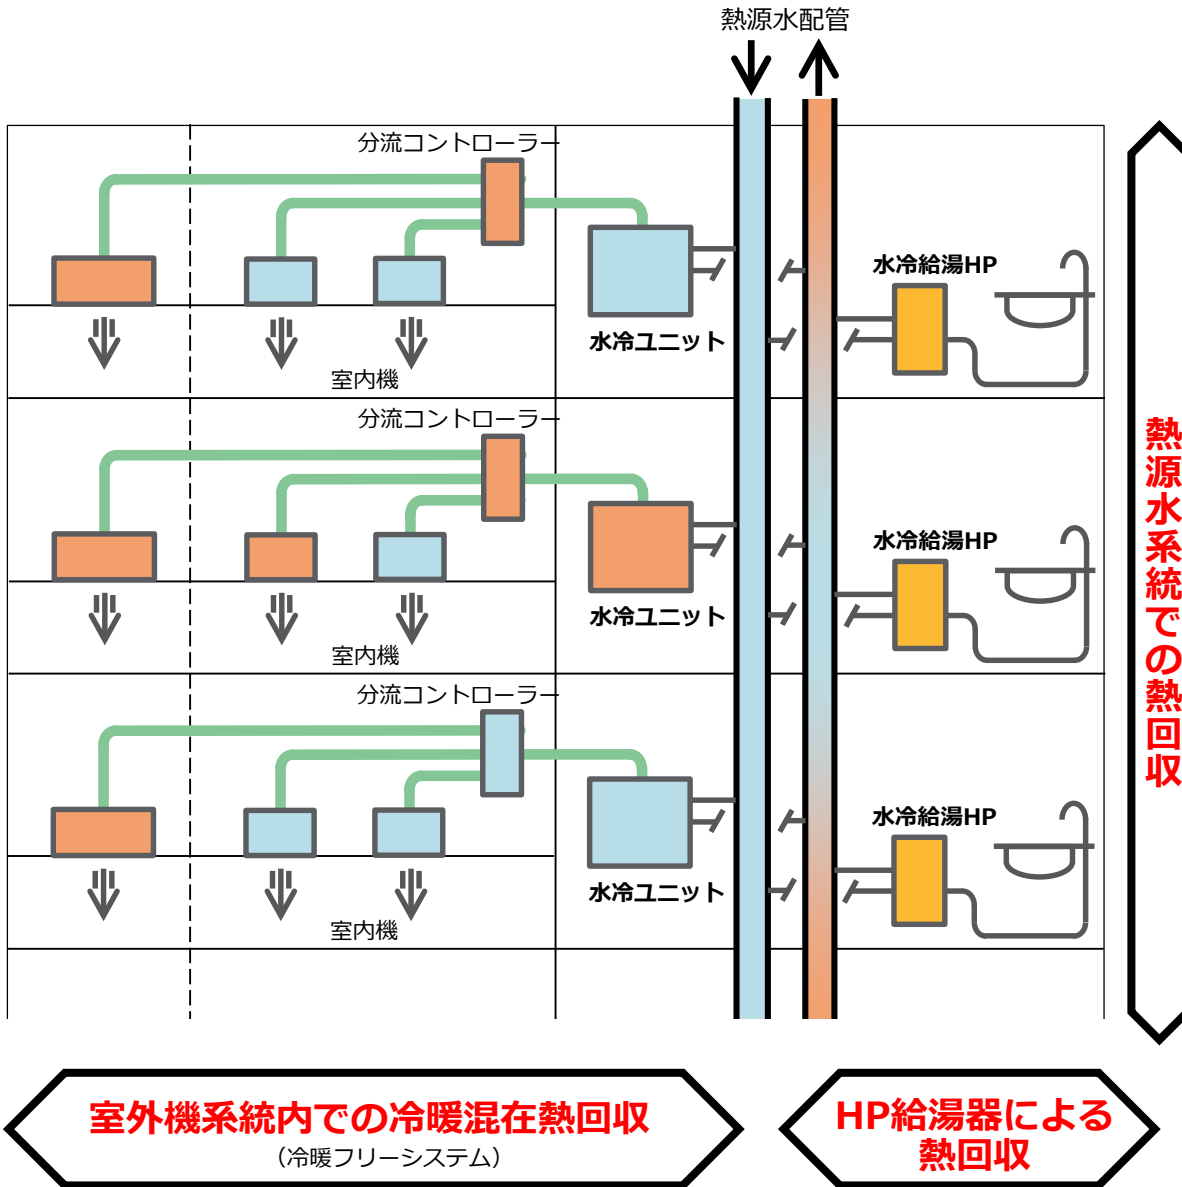 熱源水配管
分流コントローラー
水冷給湯HP
水冷ユニット
室内機
分流コントローラー
水冷給湯HP
水冷ユニット
室内機
分流コントローラー
水冷給湯HP
水冷ユニット
室内機
熱源水系統での熱回収
室外機系統内での冷暖混在熱回収
(冷暖フリーシステム)
HP給湯器による
熱回収